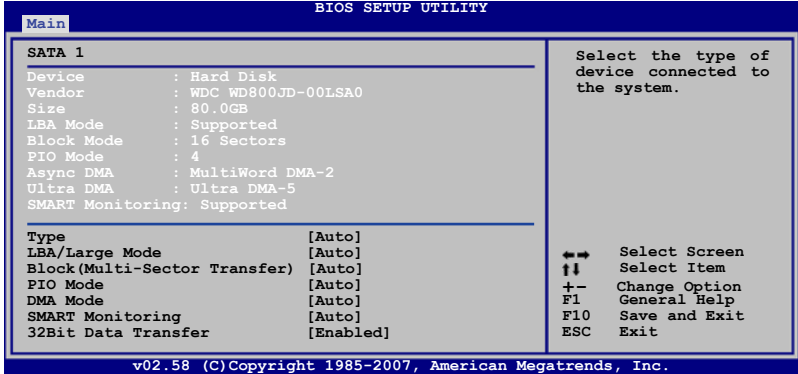 BIOS SETUP UTILITY
Main
SATA 1
Device : Hard Disk
Vendor : WDC WD800JD-00LSA0
Size : 80.0GB
LBA Mode : Supported
Block Mode : 16 Sectors
PIO Mode : 4
Async DMA : MultiWord DMA-2
Ultra DMA : Ultra DMA-5
SMART Monitoring: Supported
Type [Auto]
LBA/Large Mode [Auto]
Block(Multi-Sector Transfer) [Auto]
PIO Mode [Auto]
DMA Mode [Auto]
SMART Monitoring [Auto]
32Bit Data Transfer [Enabled]
Select the type of
device connected to
the system.
←→ Select Screen
↑↓ Select Item
+- Change Option
F1 General Help
F10 Save and Exit
ESC Exit
v02.58 (C)Copyright 1985-2007, American Megatrends, Inc.